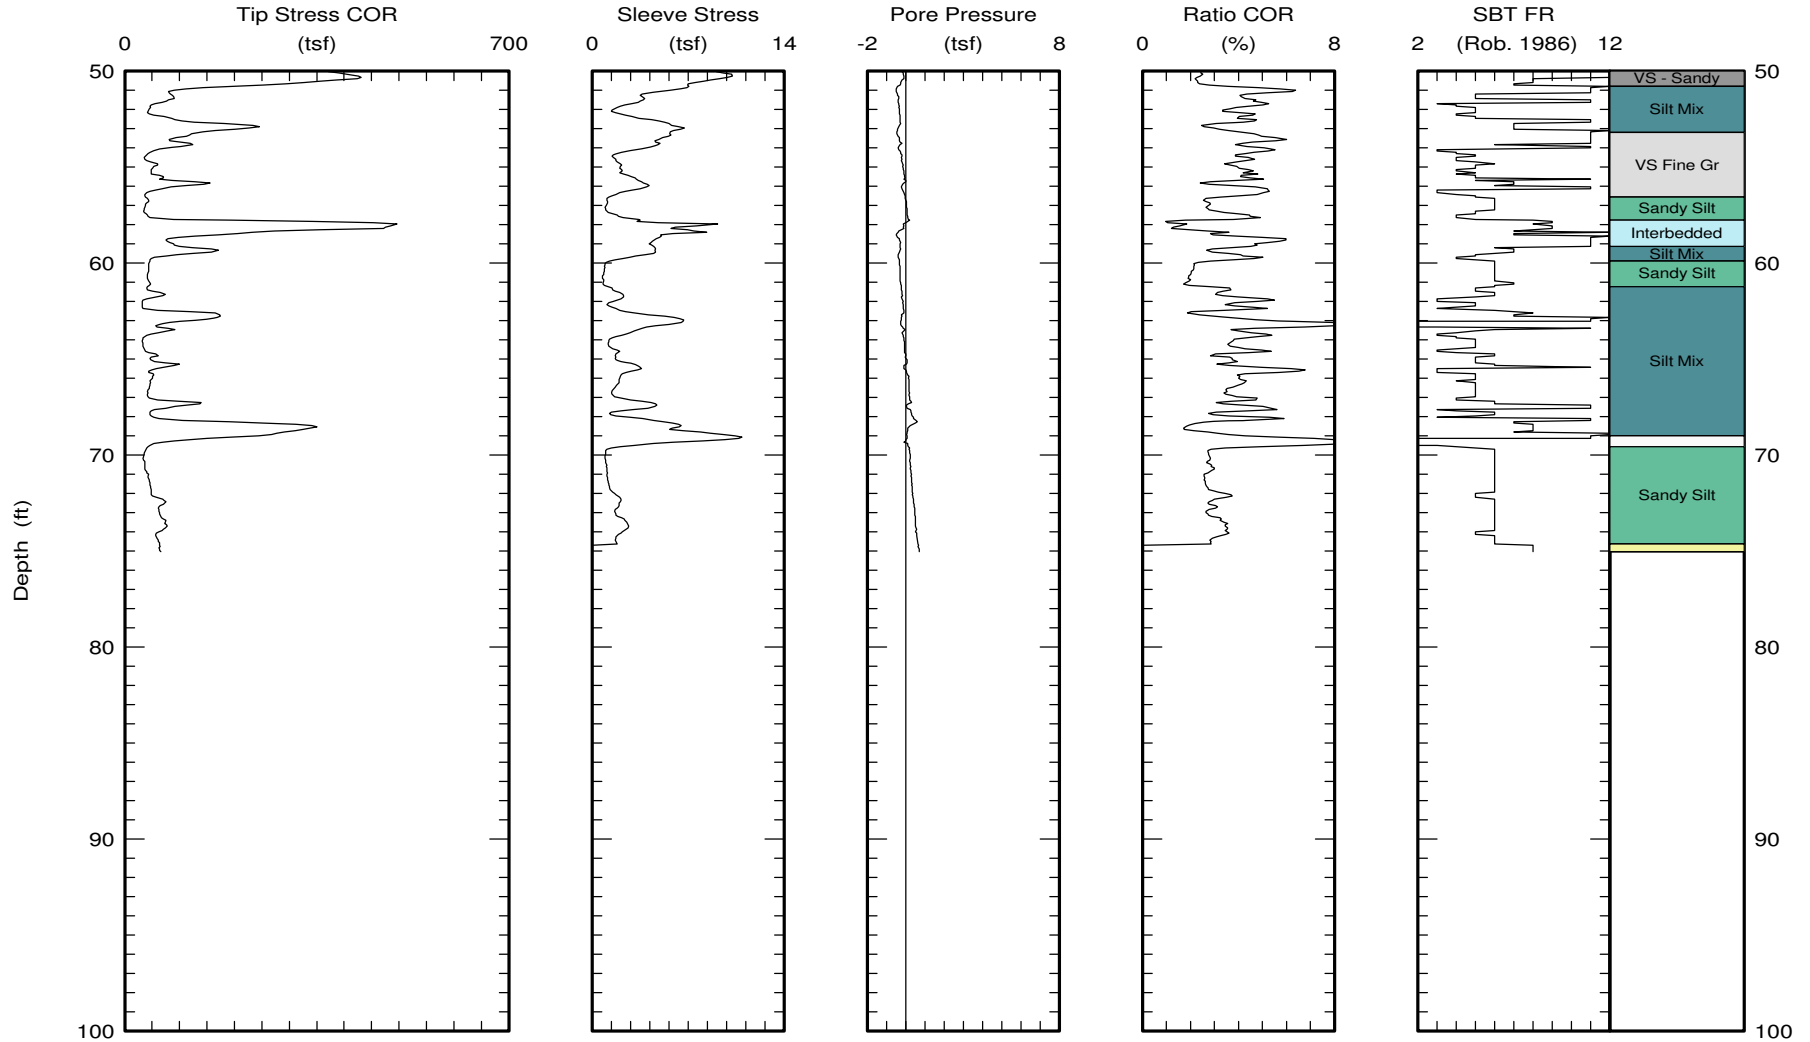 Tip Stress COR Sleeve Stress Pore Pressure Ratio COR SBT FR
0 (tsf) 700 0 (tsf) 14 -2 (tsf) 8 0 (%) 8 2 (Rob. 1986) 12
50 50
VS - Sandy
Silt Mix
VS Fine Gr
Sandy Silt
Interbedded
Silt Mix
60 60
Sandy Silt
Silt Mix
70 70
Sandy Silt
Depth (ft)
80 80
90 90
100 100